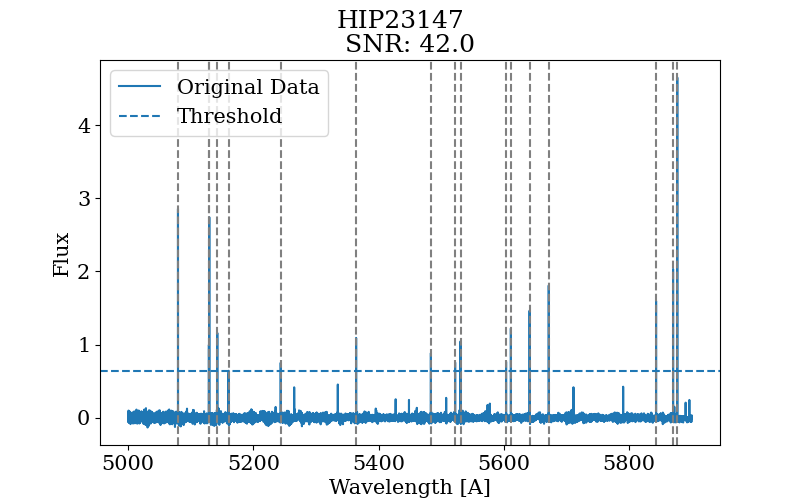 HIP23147
SNR: 42.0
Original Data
Threshold
Flux
4
3
2
1
0
5000 5200 5400 5600 5800
Wavelength [A]